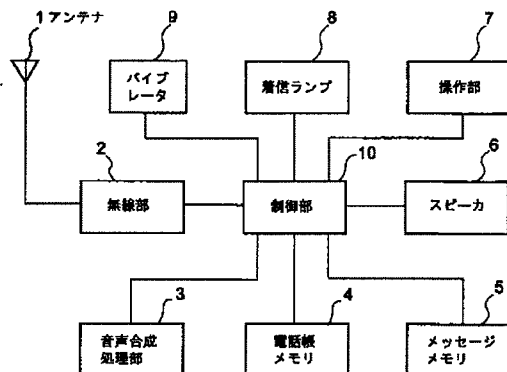 1 アンテナ
9
8
7
バイブ
レータ
着信ランプ
操作部
2
10
6
無線部
制御部
スピーカ
3
4
5
音声合成
処理部
電話帳
メモリ
メッセージ
メモリ